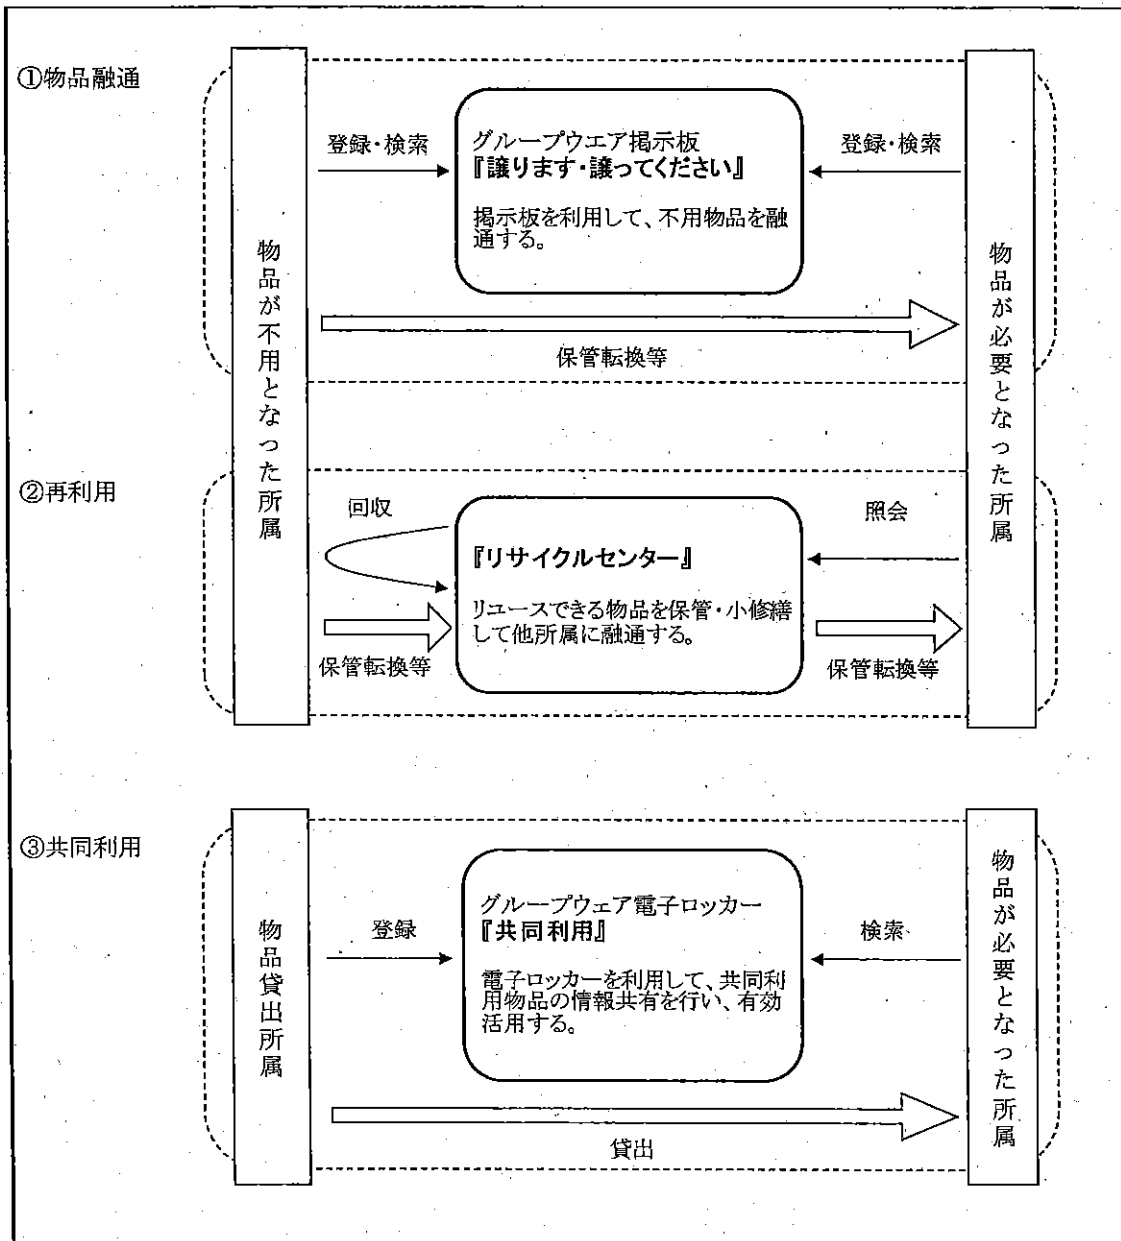 ①物品融通
物品が不用となった所属
登録・検索
グループウエア掲示板
『譲ります・譲ってください』
掲示板を利用して、不用物品を融
通する。
登録・検索
物品が必要となった所属
保管転換等
②再利用
回収
『リサイクルセンター』
リユースできる物品を保管・小修繕
して他所属に融通する。
照会
保管転換等
保管転換等
③共同利用
物品貸出所属
登録
グループウェア電子ロッカー
『共同利用』
電子ロッカーを利用して、共同利
用物品の情報共有を行い、有効
活用する。
検索
物品が必要となった所属
貸出